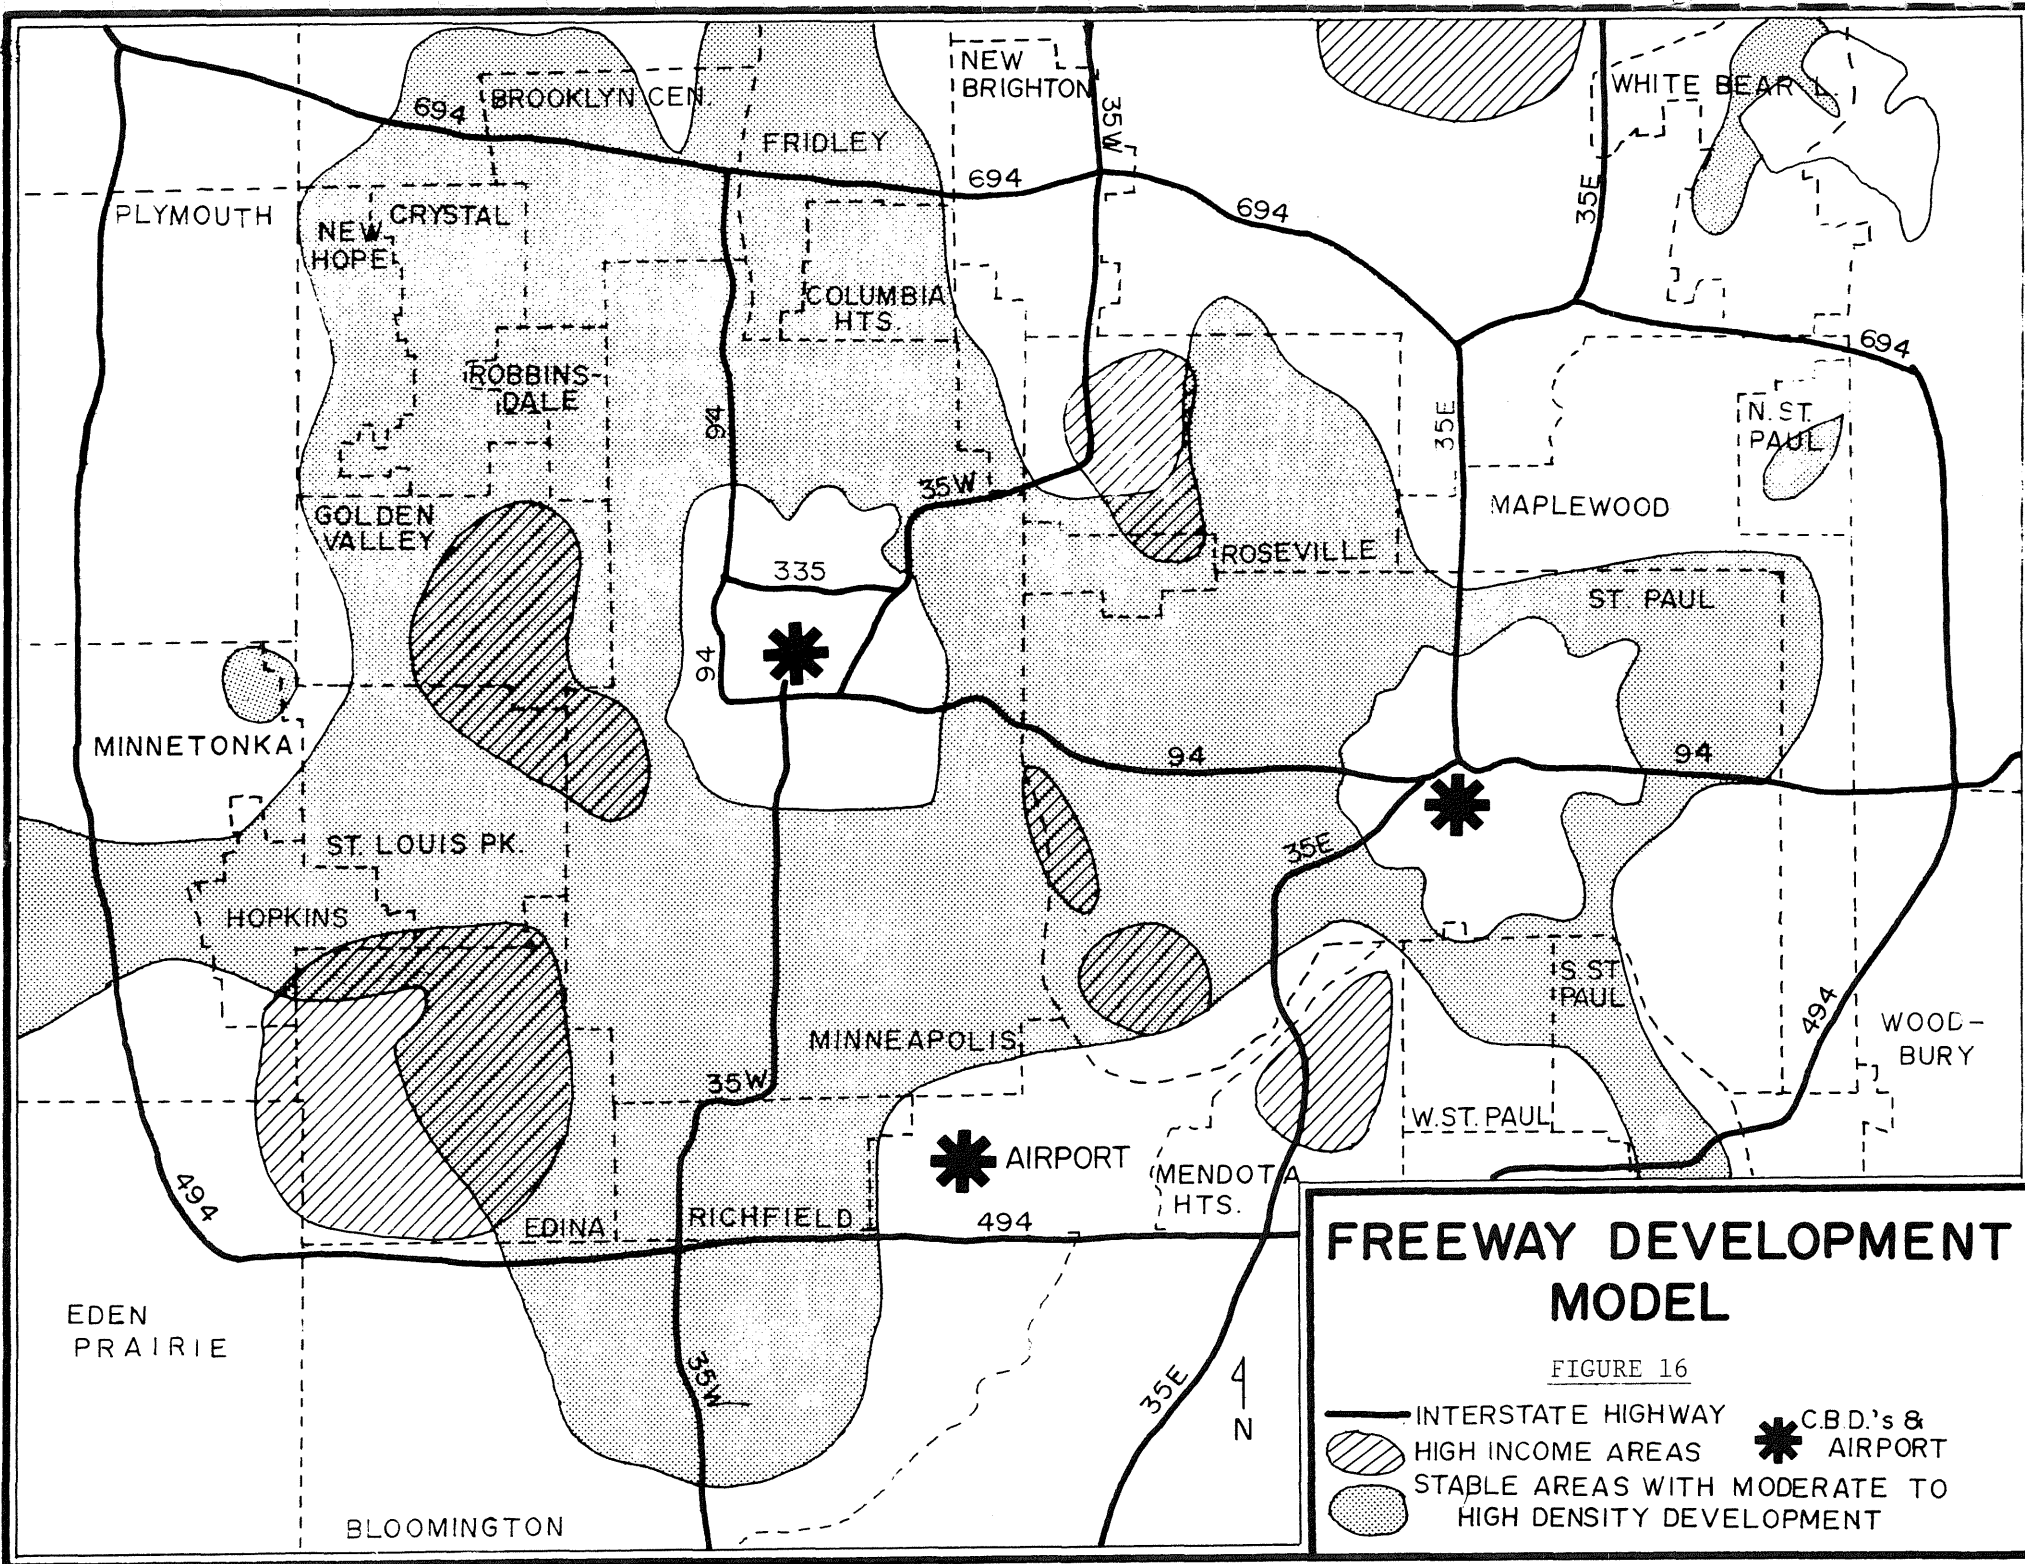 NEW
BRIGHTON
WHITE BEAR L.
BROOKLYN CEN.
694
35W
FRIDLEY
694
694
35E
PLYMOUTH
CRYSTAL
NEW
HOPE
COLUMBIA
HTS.
694
ROBBINS-
DALE
94
35E
N. ST.
PAUL
35W
GOLDEN
VALLEY
MAPLEWOOD
ROSEVILLE
335
ST. PAUL
94
MINNETONKA
94
94
ST. LOUIS PK.
35E
HOPKINS
S. ST
PAUL
494
WOOD-
BURY
MINNEAPOLIS
35W
W. ST. PAUL
AIRPORT
MENDOTA
HTS.
494
EDINA
RICHFIELD
494
EDEN
PRAIRIE
35W
35E
N
BLOOMINGTON
FREEWAY DEVELOPMENT
MODEL
FIGURE 16
INTERSTATE HIGHWAY
C.B.D.'s &
AIRPORT
HIGH INCOME AREAS
STABLE AREAS WITH MODERATE TO
HIGH DENSITY DEVELOPMENT